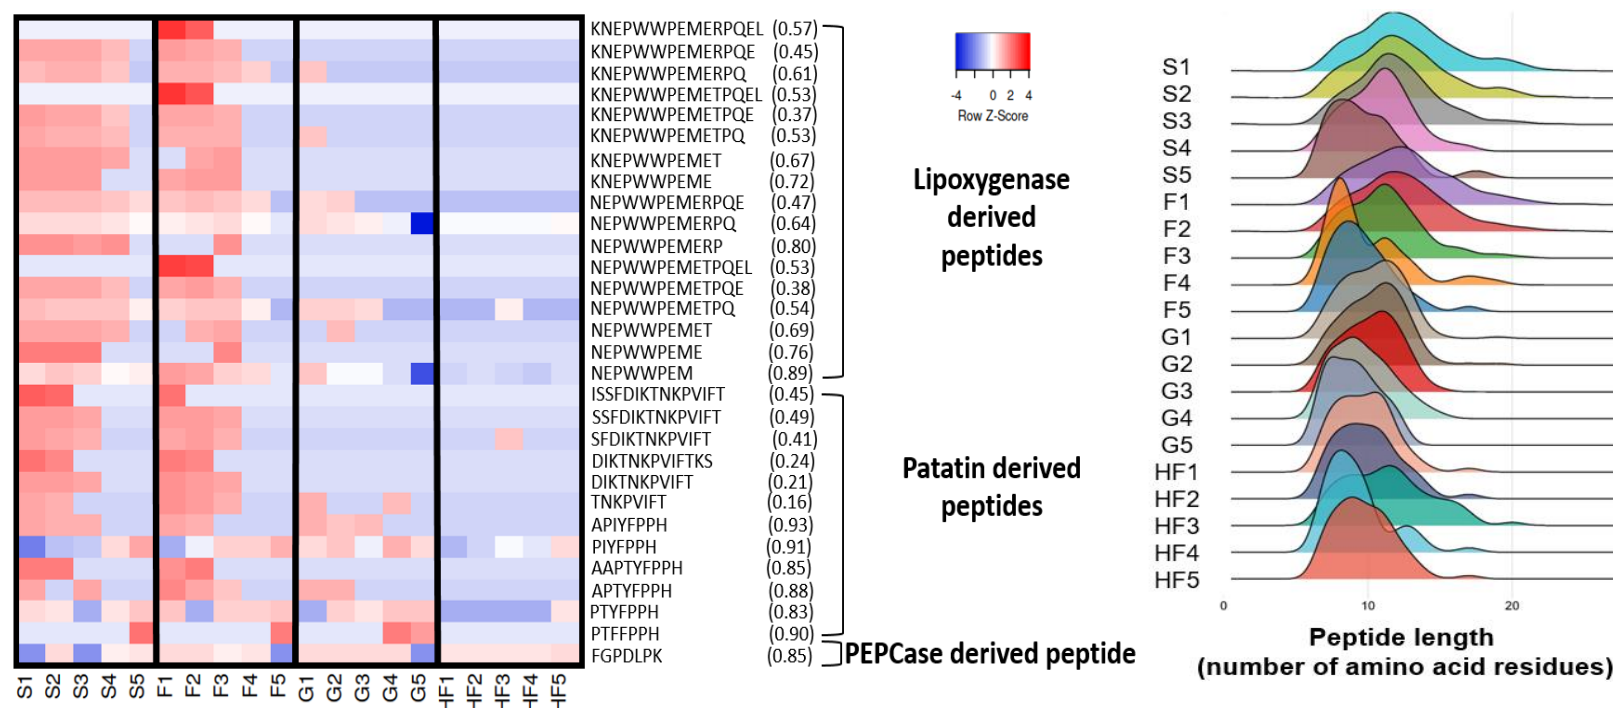 KNEPWWPEMERPQEL (0.57)
KNEPWWPEMERPQE (0.45)
KNEPWWPEMERPQ (0.61)
KNEPWWPEMETPQEL (0.53)
KNEPWWPEMETPQE (0.37)
KNEPWWPEMETPQ (0.53)
KNEPWWPEMET (0.67)
KNEPWWPEME (0.72)
NEPWWPEMERPQE (0.47)
NEPWWPEMERPQ (0.64)
NEPWWPEMERP (0.80)
NEPWWPEMETPQEL (0.53)
NEPWWPEMETPQE (0.38)
NEPWWPEMETPQ (0.54)
NEPWWPEMET (0.69)
NEPWWPEME (0.76)
NEPWWPEM (0.89)
ISSFDIKTNKPVIFT (0.45)
SSFDIKTNKPVIFT (0.49)
SFDIKTNKPVIFT (0.41)
DIKTNKPVIFTKS (0.24)
DIKTNKPVIFT (0.21)
TNKPVIFT (0.16)
APIYFPPH (0.93)
PIYFPPH (0.91)
AAPTYFPPH (0.85)
APTYFPPH (0.88)
PTYFPPH (0.83)
PTFFPPH (0.90)
FGPDLPK (0.85)
S1 S2 S3 S4 S5 F1 F2 F3 F4 F5 G1 G2 G3 G4 G5 HF1 HF2 HF3 HF4 HF5
-4 0 2 4
Row Z-Score
Lipoxygenase
derived
peptides
Patatin derived
peptides
PEPCase derived peptide
S1
S2
S3
S4
S5
F1
F2
F3
F4
F5
G1
G2
G3
G4
G5
HF1
HF2
HF3
HF4
HF5
0 10 20
Peptide length
(number of amino acid residues)